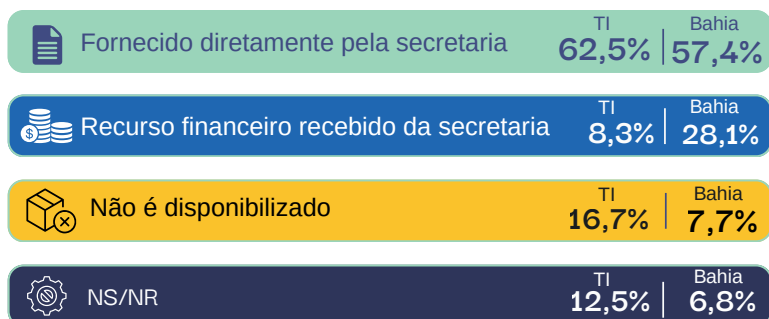 TI Bahia
Fornecido diretamente pela secretaria 62,5% 57,4%
TI Bahia
$ Recurso financeiro recebido da secretaria 8,3% 28,1%
TI Bahia
Não é disponibilizado 16,7% 7,7%
TI Bahia
NS/NR 12,5% 6,8%